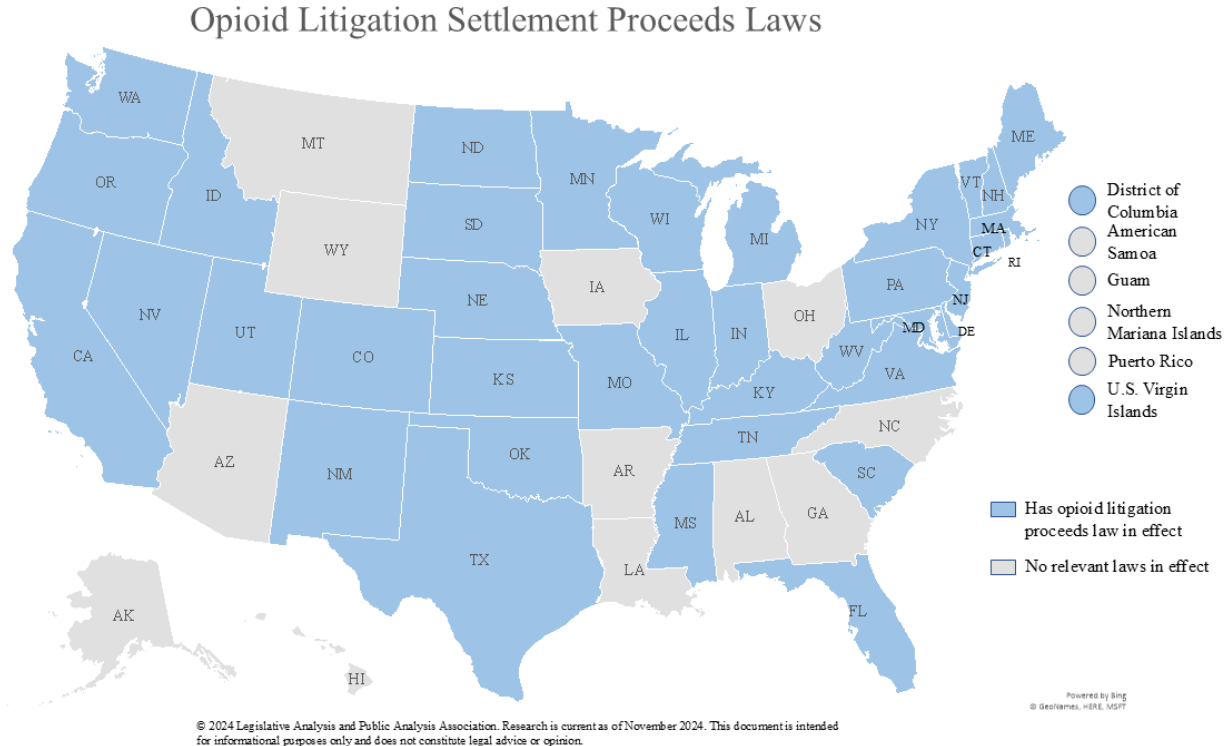 Opioid Litigation Settlement Proceeds Laws
WA
MT
ND
ME
OR
ID
MN
VT
NH
SD
WI
NY
MA
WY
MI
CT
RI
IA
PA
NE
NJ
NV
OH
UT
IL
IN
MD
DE
CA
CO
WV
KS
MO
VA
KY
NC
TN
OK
AZ
NM
AR
SC
MS
AL
GA
TX
LA
FL
AK
HI
District of
Columbia
American
Samoa
Guam
Northern
Mariana Islands
Puerto Rico
U.S. Virgin
Islands
Has opioid litigation
proceeds law in effect
No relevant laws in effect
Powered by Bing
© GeoNames, HERE, MSFT
© 2024 Legislative Analysis and Public Analysis Association. Research is current as of November 2024. This document is intended
for informational purposes only and does not constitute legal advice or opinion.